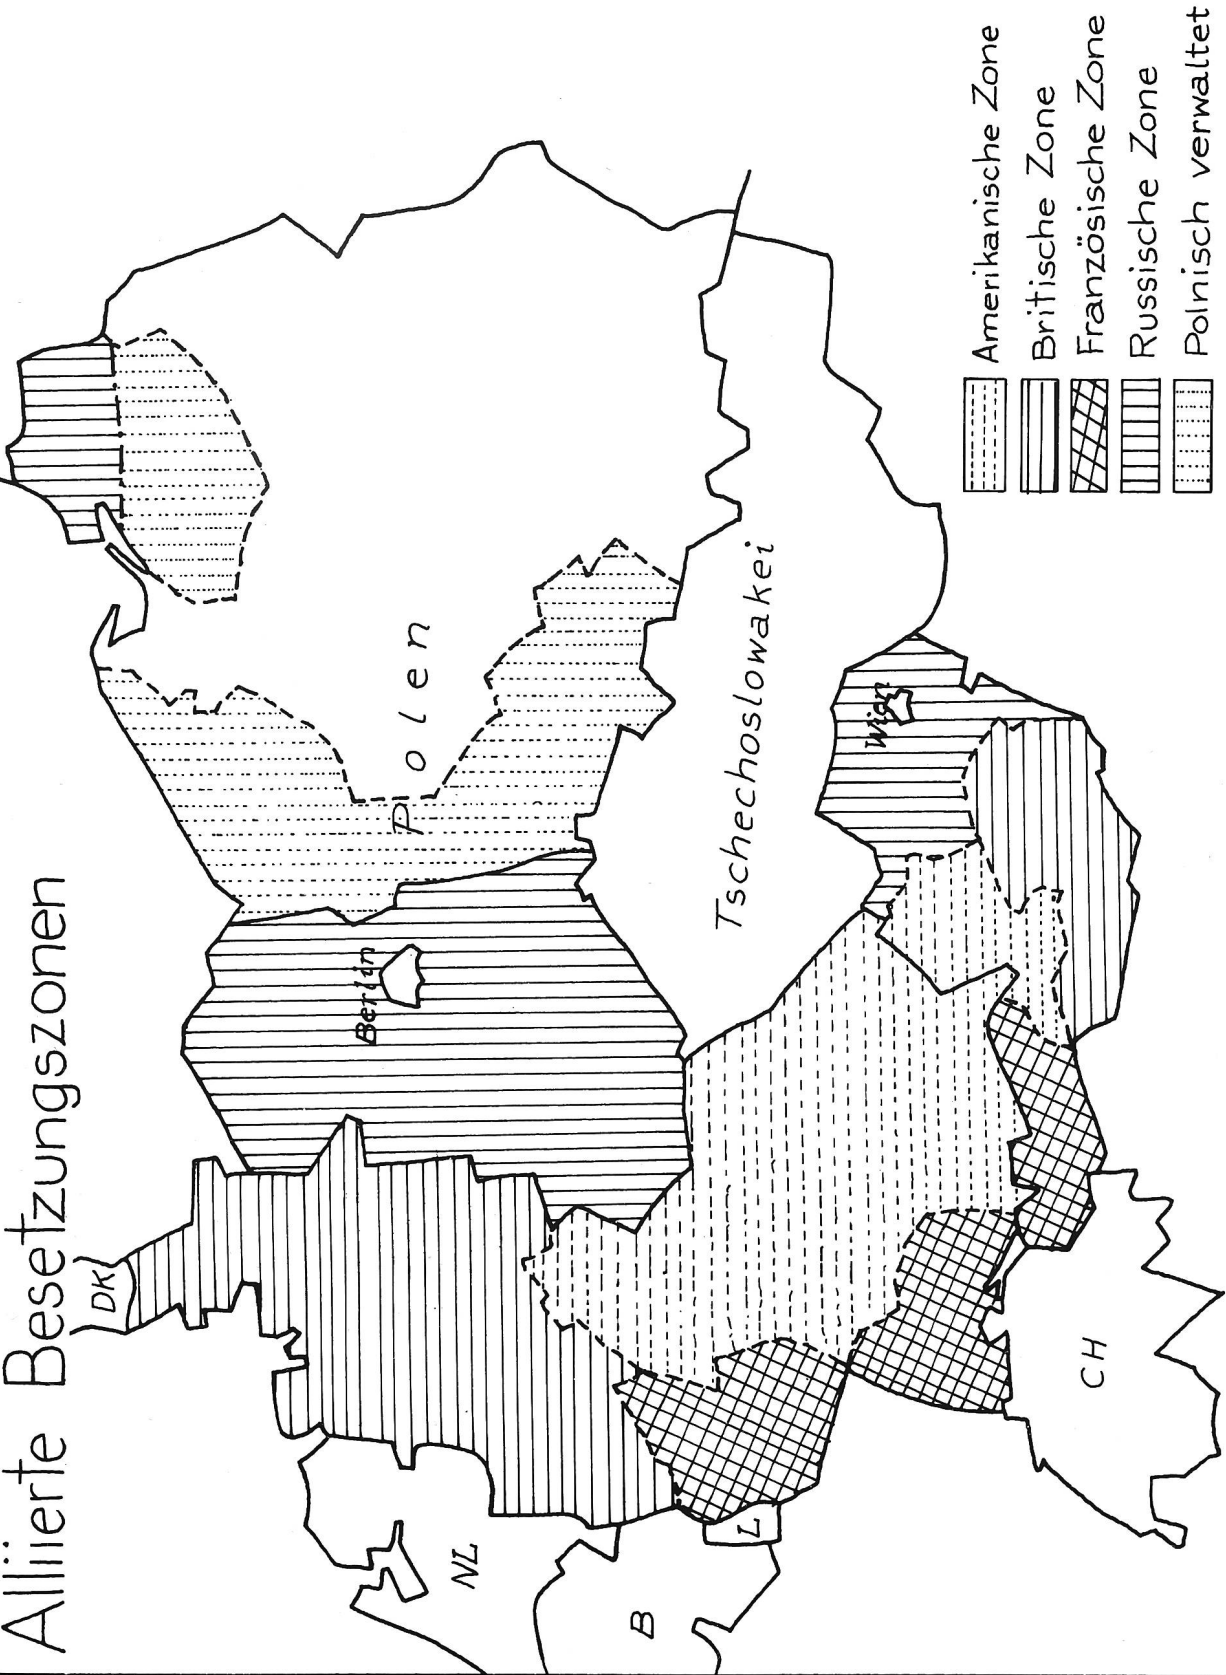 Alliierte Besetzungszonen
DK
Berlin
Polen
NL
B
L
Tschechoslowakei
Wien
CH
Amerikanische Zone
Britische Zone
Französische Zone
Russische Zone
Polnisch verwaltet